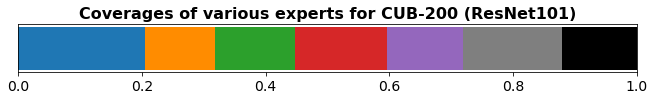 Coverages of various experts for CUB-200 (ResNet101)
0.0 0.2 0.4 0.6 0.8 1.0